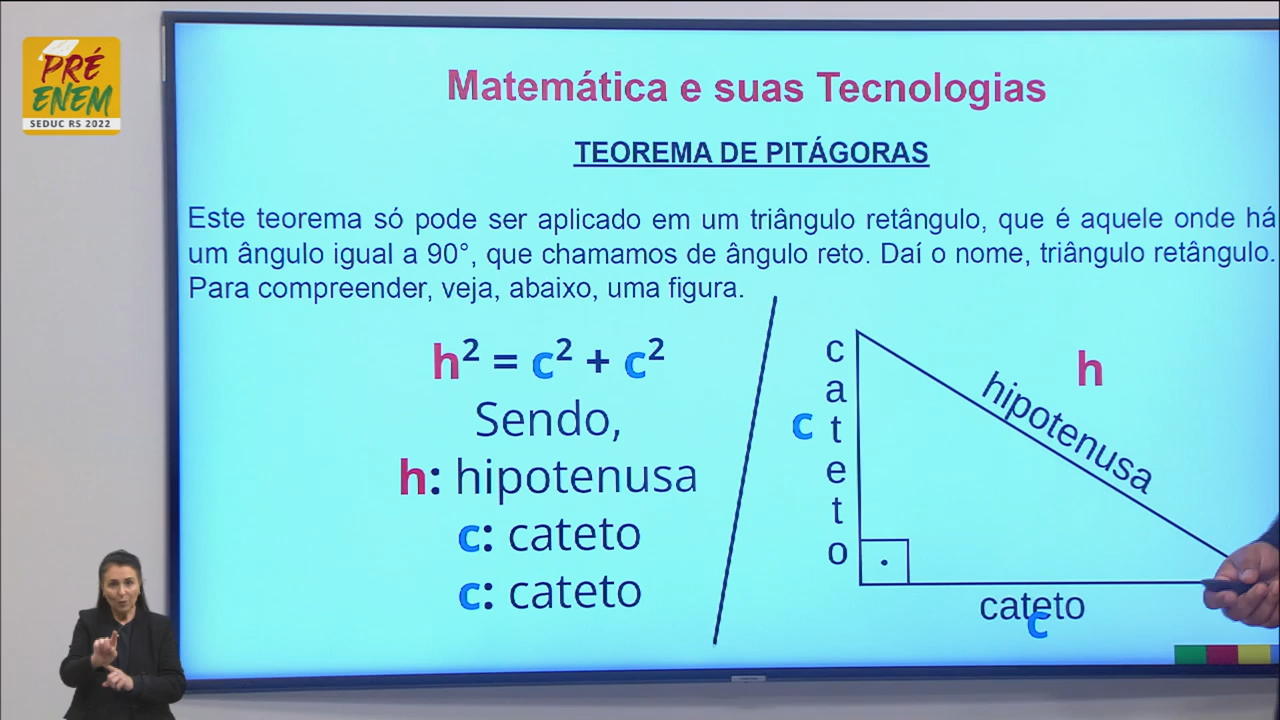 PRÉ
ENEM
SEDUC RS 2022
Matemática e suas Tecnologias
TEOREMA DE PITÁGORAS
Este teorema só pode ser aplicado em um triângulo retângulo, que é aquele onde há
um ângulo igual a 90°, que chamamos de ângulo reto. Daí o nome, triângulo retângulo.
Para compreender, veja, abaixo, uma figura.
h² = c² + c²
Sendo,
h: hipotenusa
c: cateto
c: cateto
c
cateto
h
hipotenusa
cateto
c